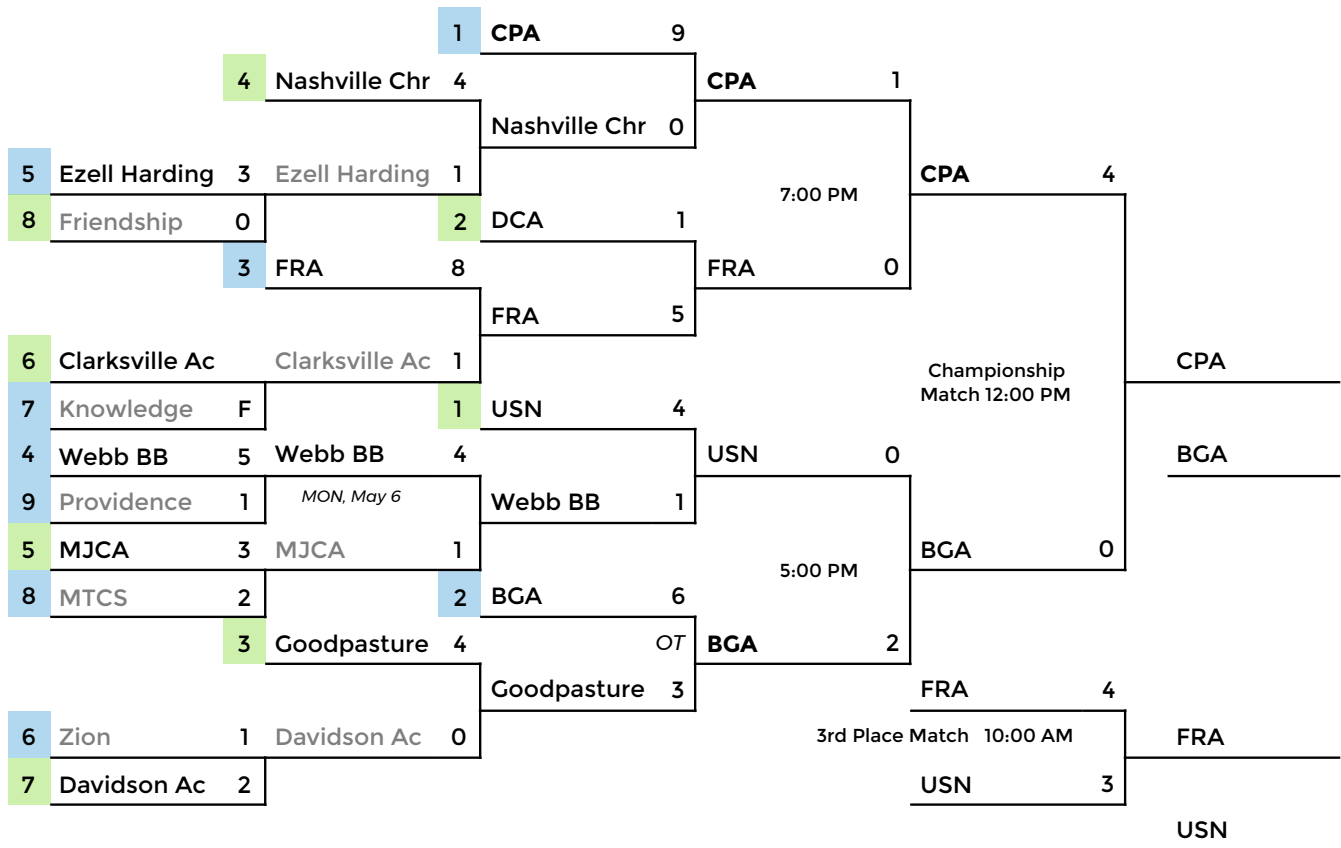 1 CPA 9
4 Nashville Chr 4 CPA 1
Nashville Chr 0
5 Ezell Harding 3 Ezell Harding 1 CPA 4
7:00 PM
8 Friendship 0 2 DCA 1
3 FRA 8 FRA 0
FRA 5
6 Clarksville Ac Clarksville Ac 1 Championship CPA
Match 12:00 PM
7 Knowledge F 1 USN 4
4 Webb BB 5 Webb BB 4 USN 0 BGA
9 Providence 1 MON, May 6 Webb BB 1
5 MJCA 3 MJCA 1 BGA 0
5:00 PM
8 MTCS 2 2 BGA 6
3 Goodpasture 4 OT BGA 2
Goodpasture 3 FRA 4
6 Zion 1 Davidson Ac 0 3rd Place Match 10:00 AM FRA
7 Davidson Ac 2 USN 3
USN